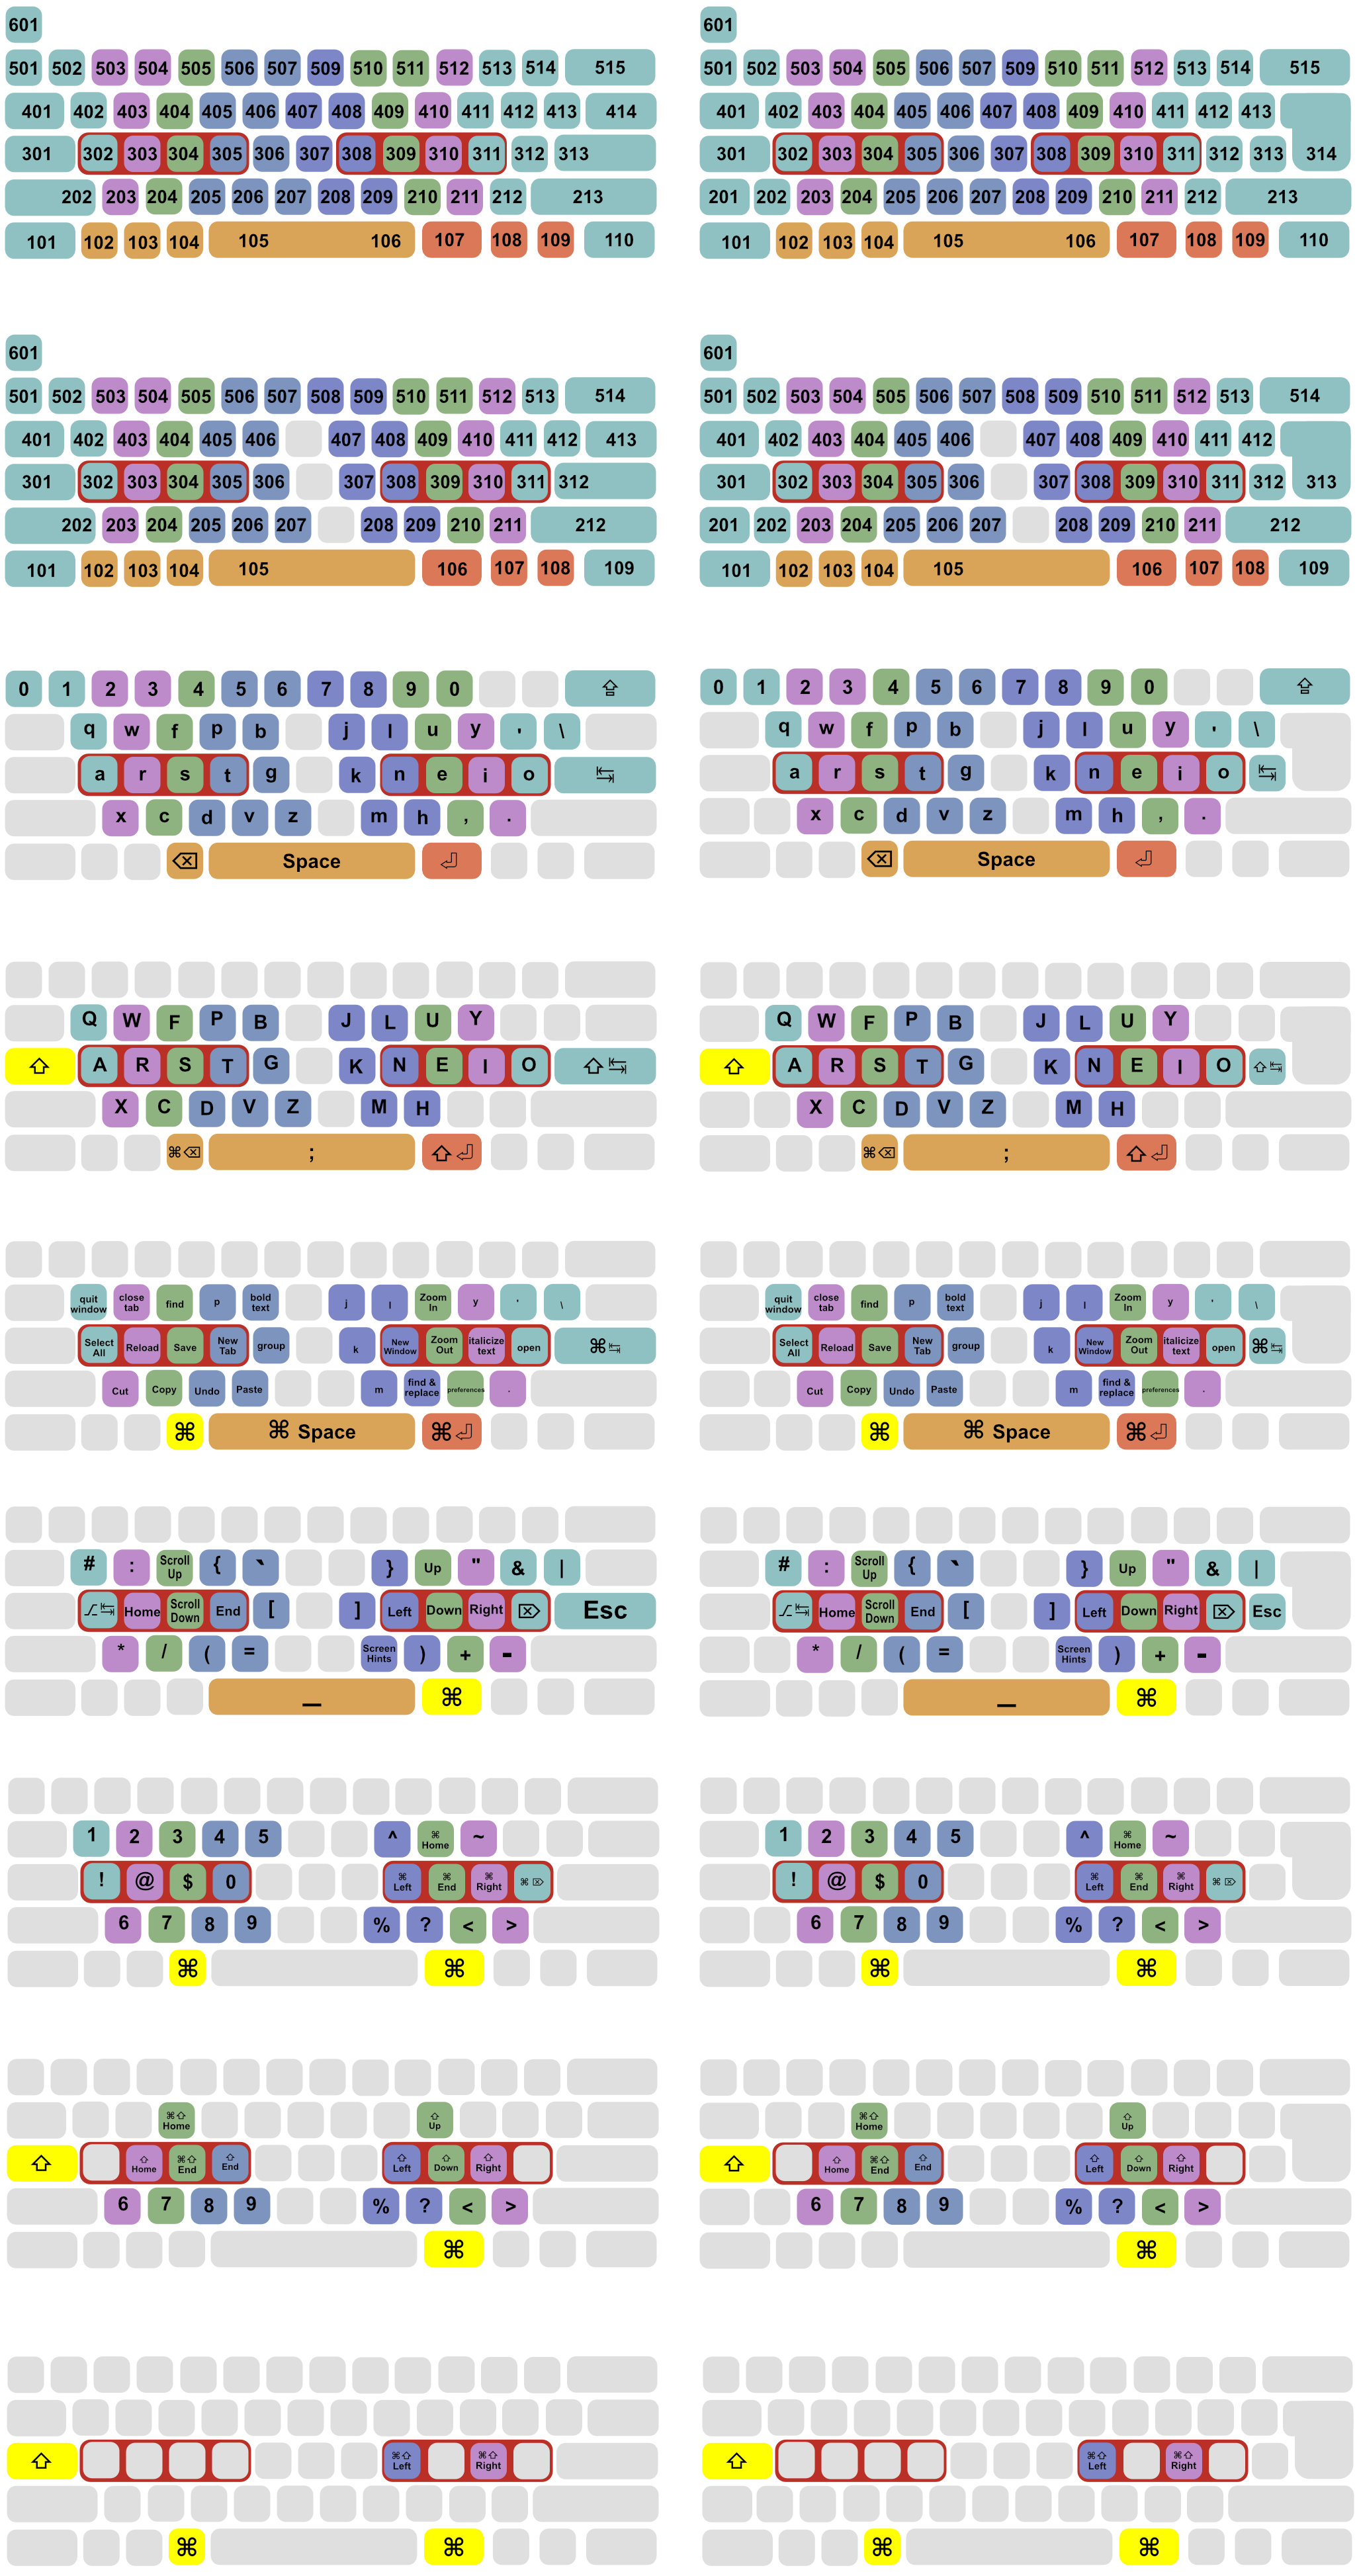 601 601
501 502 503 504 505 506 507 509 510 511 512 513 514 515 501 502 503 504 505 506 507 509 510 511 512 513 514 515
401 402 403 404 405 406 407 408 409 410 411 412 413 414 401 402 403 404 405 406 407 408 409 410 411 412 413
301 302 303 304 305 306 307 308 309 310 311 312 313 301 302 303 304 305 306 307 308 309 310 311 312 313 314
202 203 204 205 206 207 208 209 210 211 212 213 201 202 203 204 205 206 207 208 209 210 211 212 213
101 102 103 104 105 106 107 108 109 110 101 102 103 104 105 106 107 108 109 110
601 601
501 502 503 504 505 506 507 508 509 510 511 512 513 514 501 502 503 504 505 506 507 508 509 510 511 512 513 514
401 402 403 404 405 406 407 408 409 410 411 412 413 401 402 403 404 405 406 407 408 409 410 411 412
301 302 303 304 305 306 307 308 309 310 311 312 301 302 303 304 305 306 307 308 309 310 311 312 313
202 203 204 205 206 207 208 209 210 211 212 201 202 203 204 205 206 207 208 209 210 211 212
101 102 103 104 105 106 107 108 109 101 102 103 104 105 106 107 108 109
0 1 2 3 4 5 6 7 8 9 0 ⇪ 0 1 2 3 4 5 6 7 8 9 0 ⇪
q w f p b j l u y ' \ q w f p b j l u y ' \
a r s t g k n e i o ↹ a r s t g k n e i o ↹
x c d v z m h , . x c d v z m h , .
⌫ Space ⏎ ⌫ Space ⏎
Q W F P B J L U Y Q W F P B J L U Y
⇧ A R S T G K N E I O ⇧ ↹ ⇧ A R S T G K N E I O ⇧ ↹
X C D V Z M H X C D V Z M H
⌘⌫ ; ⇧ ⏎ ⌘⌫ ; ⇧ ⏎
quit window close tab find p bold text j l Zoom In y ' \ quit window close tab find p bold text j l Zoom In y ' \
Select All Reload Save New Tab group k New Window Zoom Out italicize text open ⌘↹ Select All Reload Save New Tab group k New Window Zoom Out italicize text open ⌘↹
Cut Copy Undo Paste m find & replace preferences . Cut Copy Undo Paste m find & replace preferences .
⌘ ⌘ Space ⌘⏎ ⌘ ⌘ Space ⌘⏎
# : Scroll Up { ` } Up " & | # : Scroll Up { ` } Up " & |
⌥↹ Home Scroll Down End [ ] Left Down Right ⌦ Esc ⌥↹ Home Scroll Down End [ ] Left Down Right ⌦ Esc
* / ( = Screen Hints ) + - * / ( = Screen Hints ) + -
_ ⌘ _ ⌘
1 2 3 4 5 ^ ⌘ Home ~ 1 2 3 4 5 ^ ⌘ Home ~
! @ $ 0 ⌘ Left ⌘ End ⌘ Right ⌘ ⌦ ! @ $ 0 ⌘ Left ⌘ End ⌘ Right ⌘ ⌦
6 7 8 9 % ? < > 6 7 8 9 % ? < >
⌘ ⌘ ⌘ ⌘
⌘⇧ Home ⇧ Up ⌘⇧ Home ⇧ Up
⇧ ⇧ Home ⌘⇧ End ⇧ End ⇧ Left ⇧ Down ⇧ Right ⇧ ⇧ Home ⌘⇧ End ⇧ End ⇧ Left ⇧ Down ⇧ Right
6 7 8 9 % ? < > 6 7 8 9 % ? < >
⌘ ⌘
⇧ ⌘⇧ Left ⌘⇧ Right ⇧ ⌘⇧ Left ⌘⇧ Right
⌘ ⌘ ⌘ ⌘